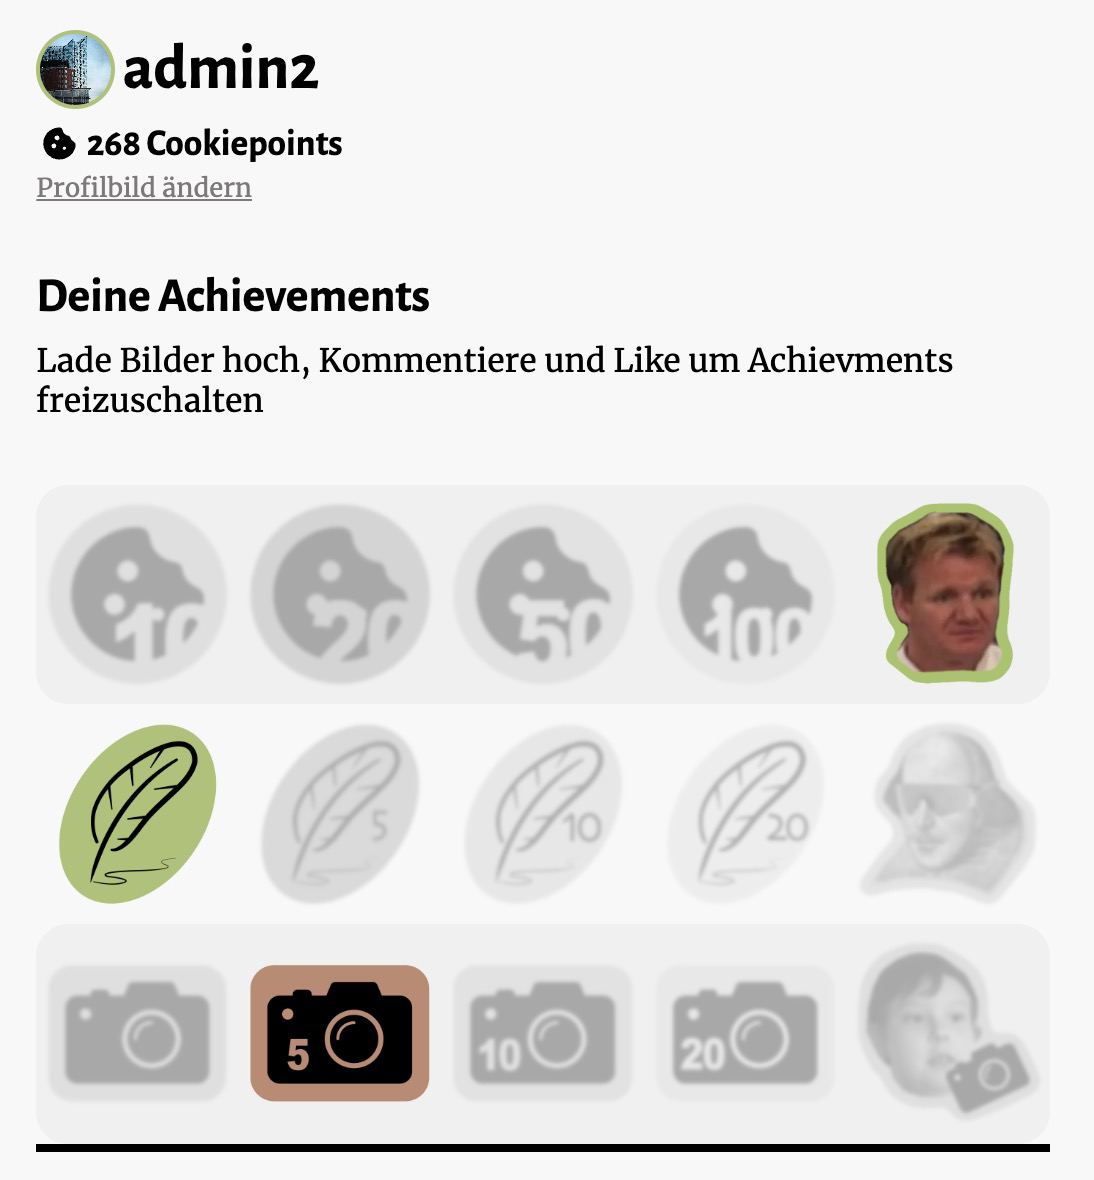 admin2
268 Cookiepoints
Profilbild ändern
Deine Achievements
Lade Bilder hoch, Kommentiere und Like um Achievments
freizuschalten
10 20 50 100
5 10 20
5 10 20